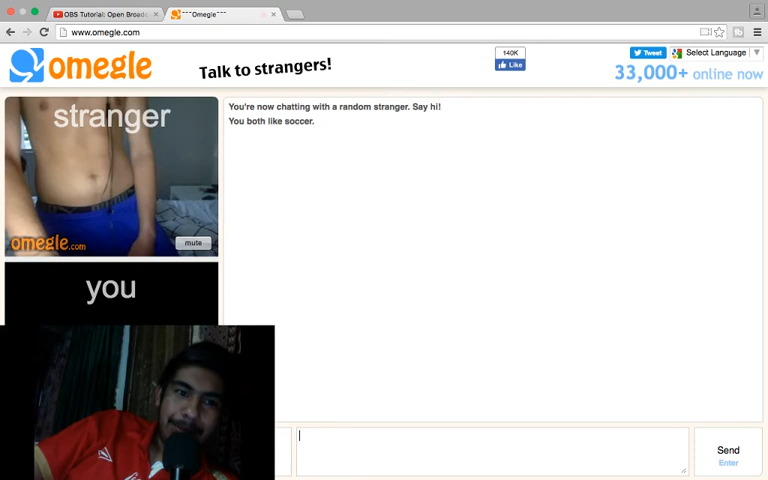 OBS Tutorial: Open Broadc
~~Omegle~~
www.omegle.com
omegle
Talk to strangers!
140K
Like
Tweet
Select Language
33,000+ online now
stranger
You're now chatting with a random stranger. Say hi!
You both like soccer.
omegle.com
mute
you
Send
Enter